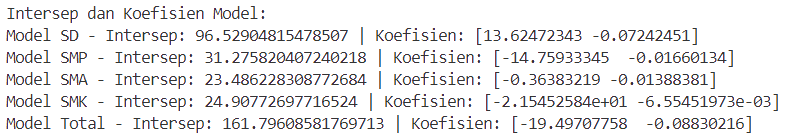 Intersep dan Koefisien Model:
Model SD - Intersep: 96.52904815478507 | Koefisien: [13.62472343 -0.07242451]
Model SMP - Intersep: 31.275820407240218 | Koefisien: [-14.75933345  -0.01660134]
Model SMA - Intersep: 23.486228308772684 | Koefisien: [-0.36383219 -0.01388381]
Model SMK - Intersep: 24.90772697716524 | Koefisien: [-2.15452584e+01 -6.55451973e-03]
Model Total - Intersep: 161.79608581769713 | Koefisien: [-19.49707758  -0.08830216]